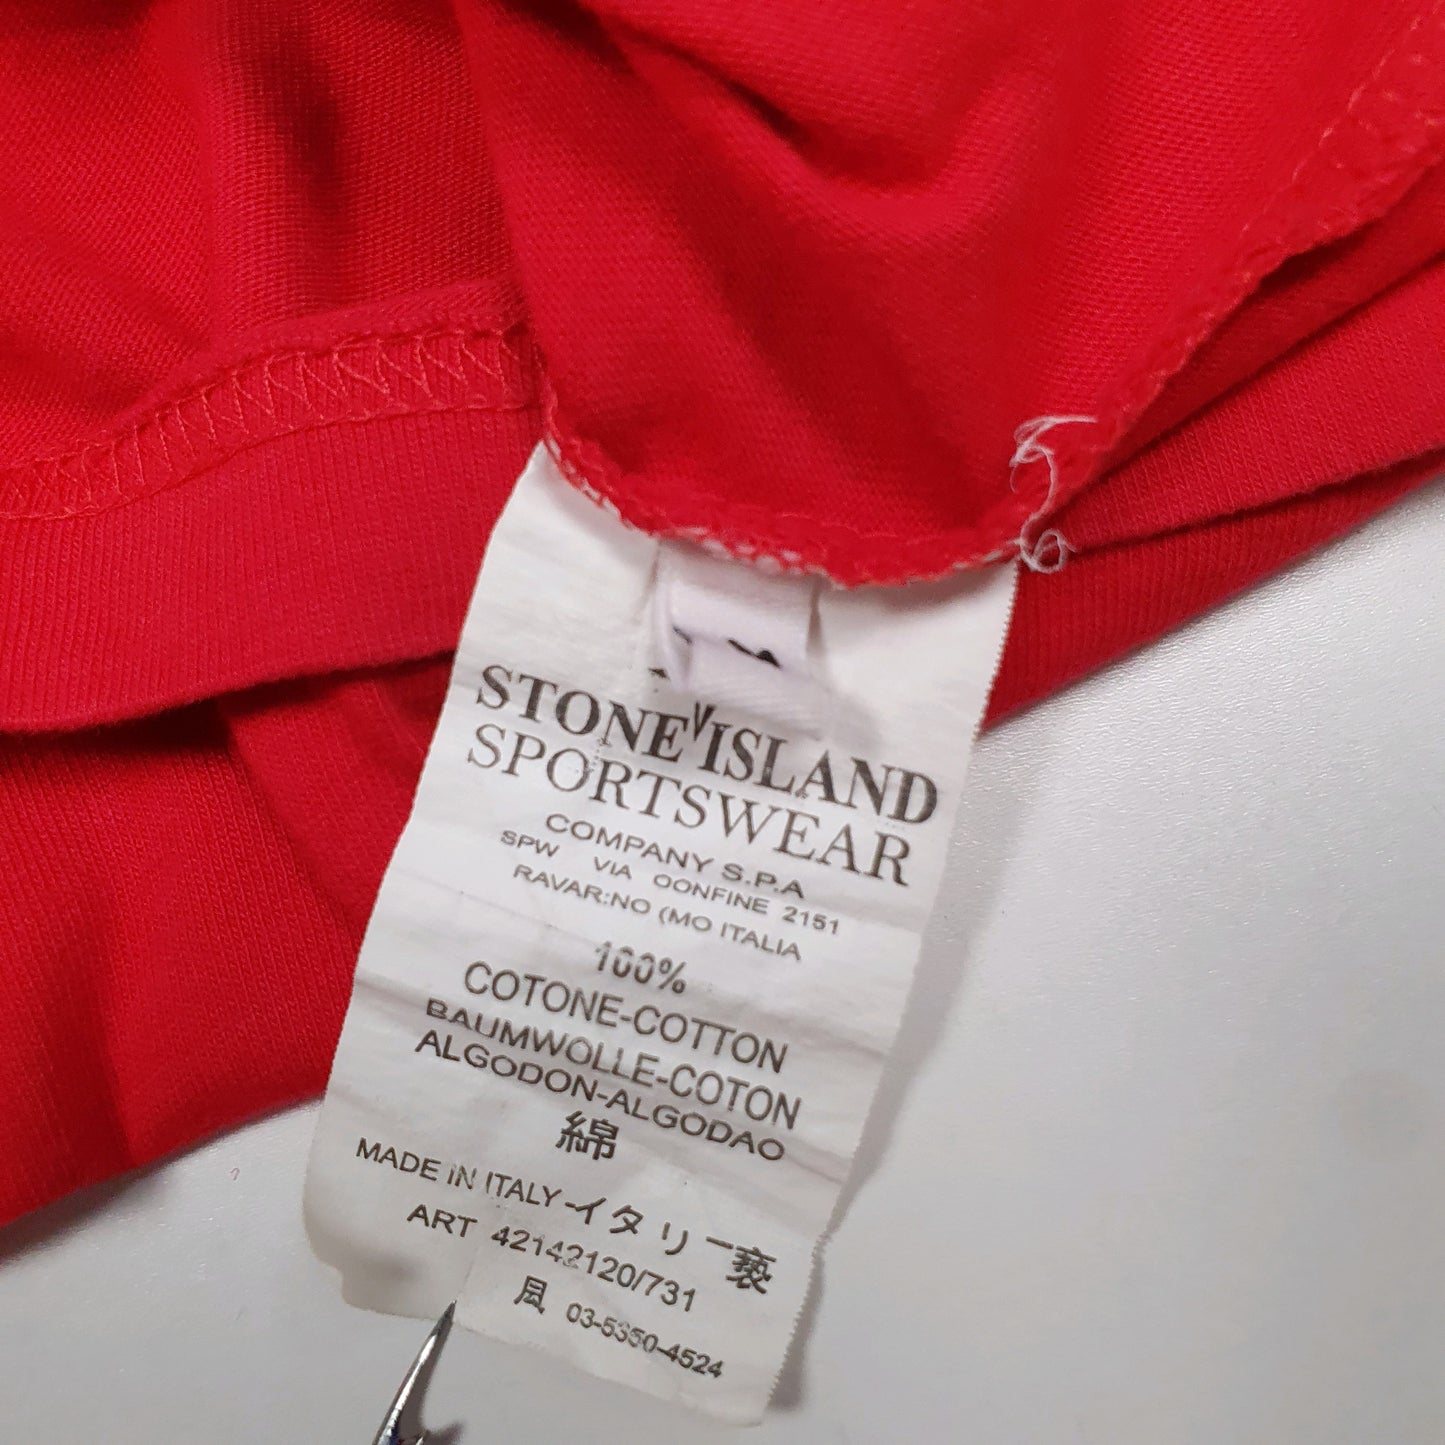 STONE ISLAND
SPORTSWEAR
COMPANY S.P.A
SPW VIA OONFINE 2151
RAVAR:NO (MO ITALIA
100%
COTONE-COTTON
BAUMWOLLE-COTON
ALGODON-ALGODAO
綿
MADE IN ITALY-イタリー
ART 42142120/731
03-5350-4524